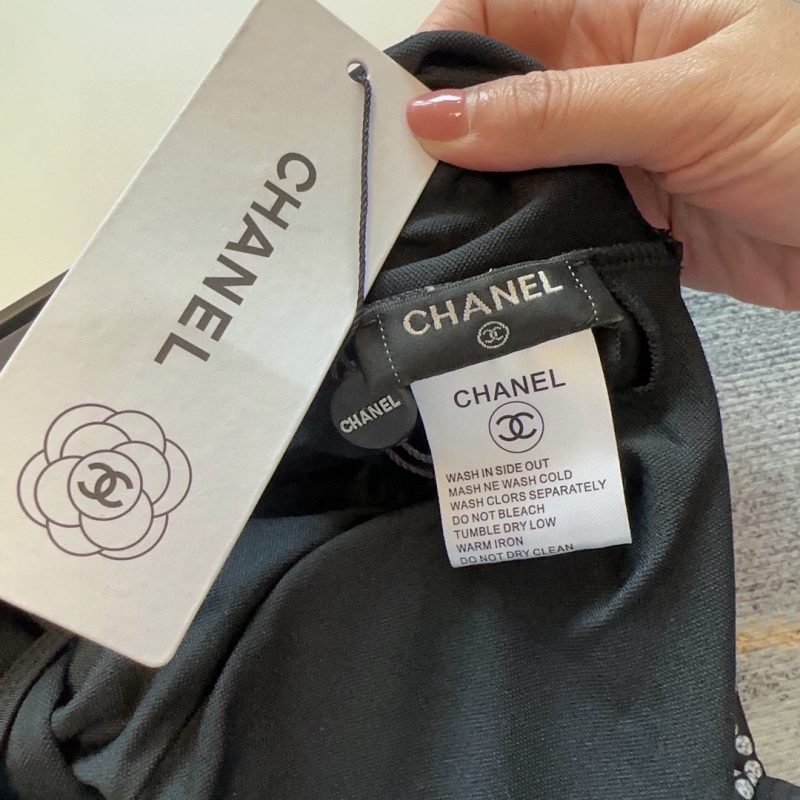 CHANEL
CHANEL
CHANEL
CHANEL
WASH IN SIDE OUT
MASH NE WASH COLD
WASH CLORS SEPARATELY
DO NOT BLEACH
TUMBLE DRY LOW
WARM IRON
DO NOT DRY CLEAN